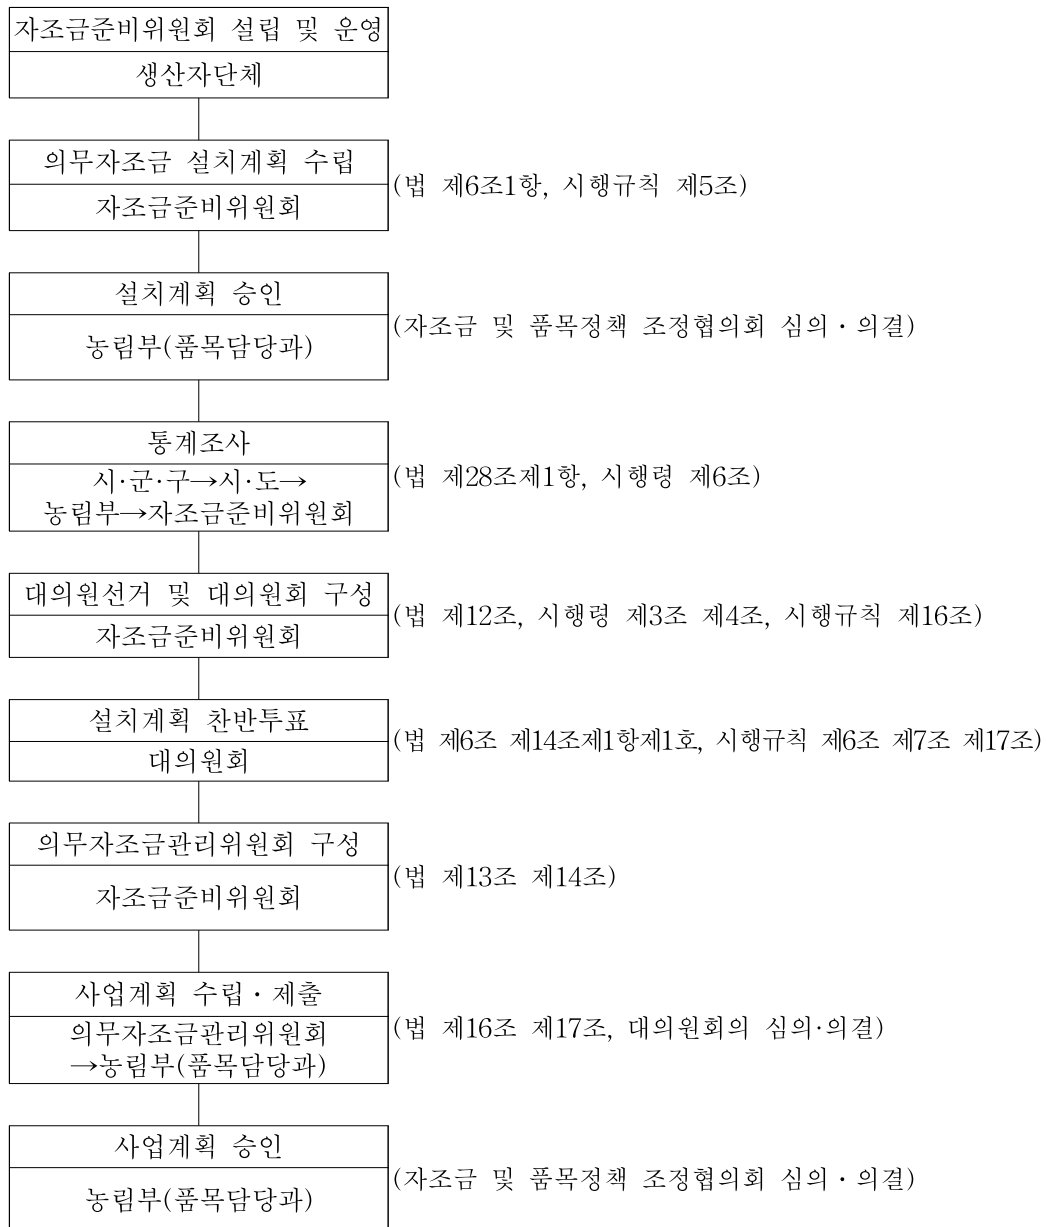 자조금준비위원회 설립 및 운영
생산자단체
의무자조금 설치계획 수립
자조금준비위원회
(법 제6조1항, 시행규칙 제5조)
설치계획 승인
농림부(품목담당과)
(자조금 및 품목정책 조정협의회 심의・의결)
통계조사
시·군·구→시·도→
농림부→자조금준비위원회
(법 제28조제1항, 시행령 제6조)
대의원선거 및 대의원회 구성
자조금준비위원회
(법 제12조, 시행령 제3조 제4조, 시행규칙 제16조)
설치계획 찬반투표
대의원회
(법 제6조 제14조제1항제1호, 시행규칙 제6조 제7조 제17조)
의무자조금관리위원회 구성
자조금준비위원회
(법 제13조 제14조)
사업계획 수립・제출
의무자조금관리위원회
→농림부(품목담당과)
(법 제16조 제17조, 대의원회의 심의·의결)
사업계획 승인
농림부(품목담당과)
(자조금 및 품목정책 조정협의회 심의・의결)